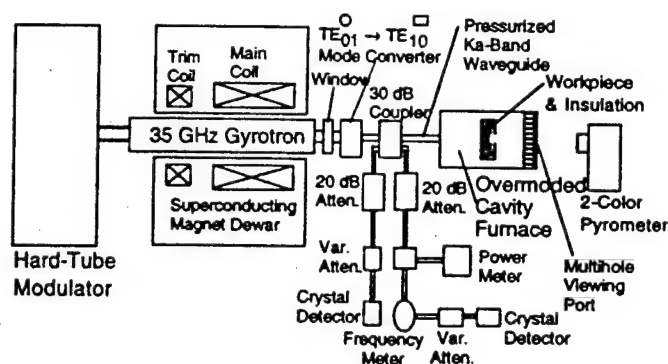 TE01 → TE10
Mode Converter
Pressurized
Ka-Band
Waveguide
Trim
Coil
Main
Coil
Window
30 dB
Coupler
Workpiece
& Insulation
35 GHz Gyrotron
20 dB
Atten.
20 dB
Atten.
Overmoded
Cavity
Furnace
2-Color
Pyrometer
Superconducting
Magnet Dewar
Hard-Tube
Modulator
Var.
Atten.
Power
Meter
Multihole
Viewing
Port
Crystal
Detector
Frequency
Meter
Var.
Atten.
Crystal
Detector